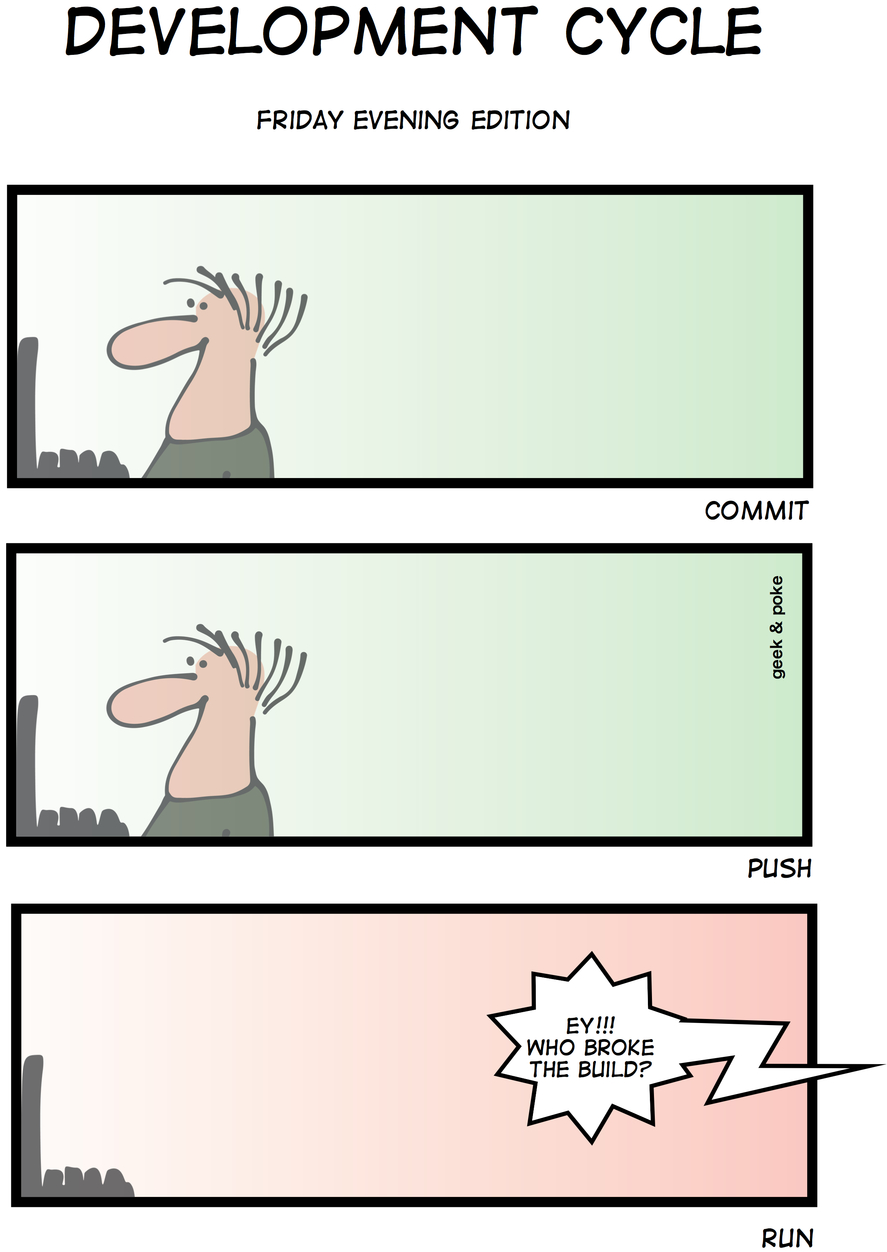 DEVELOPMENT CYCLE
FRIDAY EVENING EDITION
COMMIT
geek & poke
PUSH
EY!!!
WHO BROKE
THE BUILD?
RUN